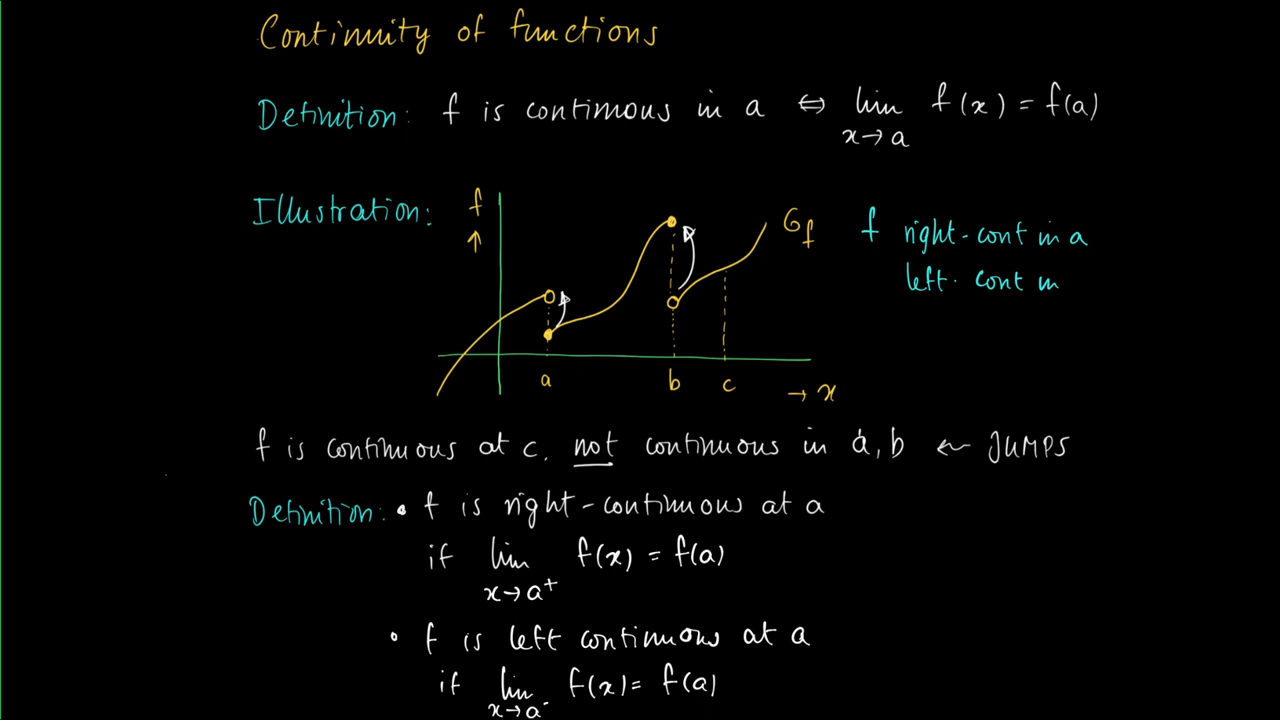 Continuity of functions
Definition: f is continous in a ⇔ lim f(x) = f(a)
x→a
Illustration: f
↑
G_f
f right-cont in a
left-cont in
a b c → x
f is continuous at c, not continuous in a, b ← JUMPS
Definition: • f is right-continuous at a
if lim f(x) = f(a)
x→a⁺
• f is left continuous at a
if lim f(x) = f(a)
x→a⁻